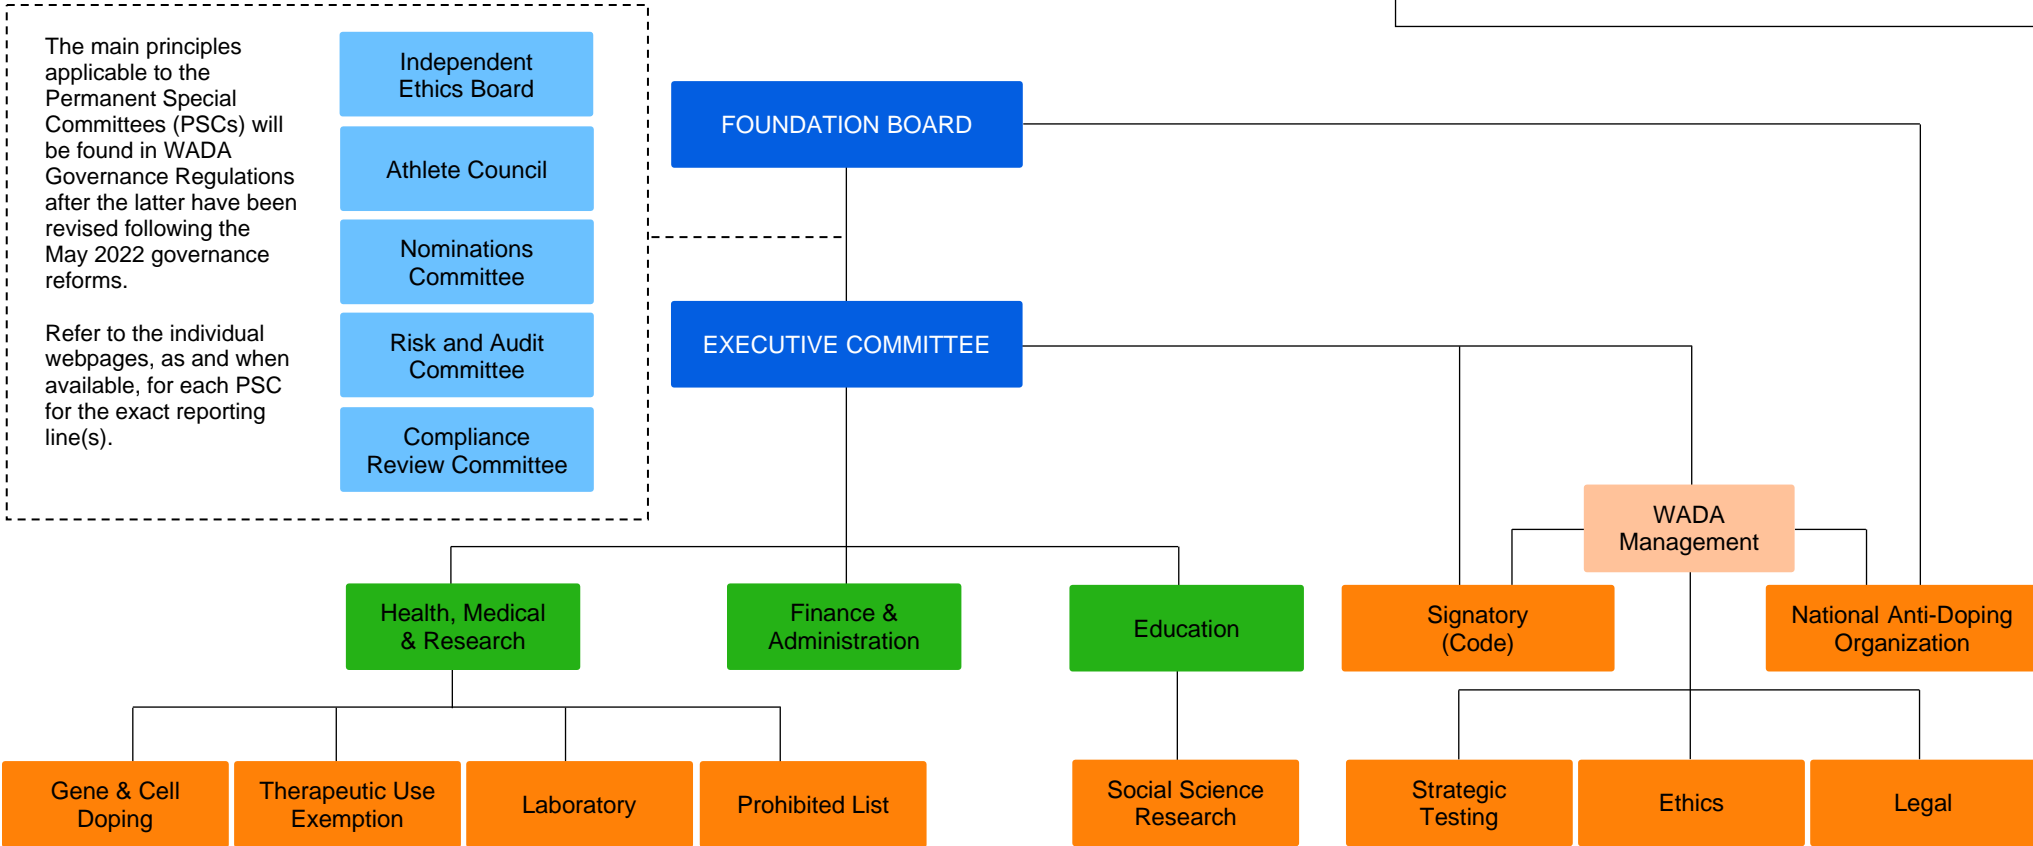 The main principles
applicable to the
Permanent Special
Committees (PSCs) will
be found in WADA
Governance Regulations
after the latter have been
revised following the
May 2022 governance
reforms.
Refer to the individual
webpages, as and when
available, for each PSC
for the exact reporting
line(s).
Independent
Ethics Board
Athlete Council
Nominations
Committee
Risk and Audit
Committee
Compliance
Review Committee
FOUNDATION BOARD
EXECUTIVE COMMITTEE
WADA
Management
Health, Medical
& Research
Finance &
Administration
Education
Signatory
(Code)
National Anti-Doping
Organization
Gene & Cell
Doping
Therapeutic Use
Exemption
Laboratory
Prohibited List
Social Science
Research
Strategic
Testing
Ethics
Legal